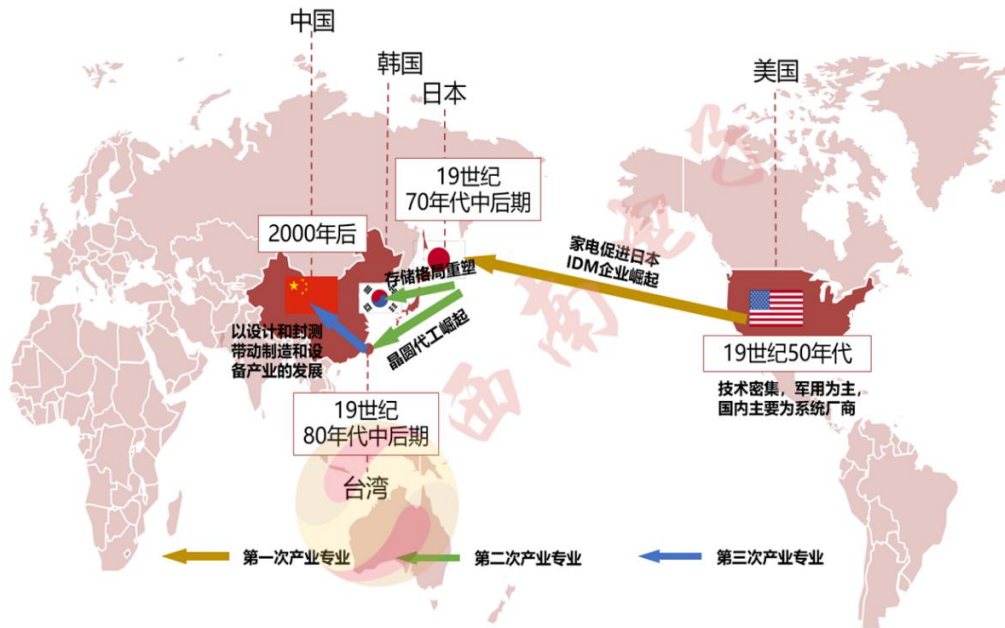 中国
韩国
日本
美国
19世纪
70年代中后期
2000年后
家电促进日本
IDM企业崛起
存储格局重塑
晶圆代工崛起
以设计和封测
带动制造和设
备产业的发展
19世纪50年代
技术密集，军用为主，
国内主要为系统厂商
19世纪
80年代中后期
台湾
第一次产业专业
第二次产业专业
第三次产业专业